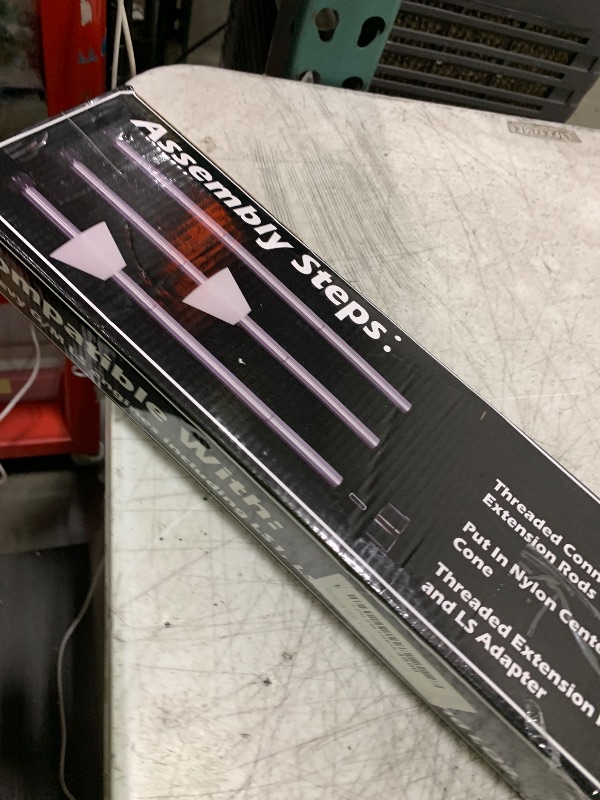 Assembly Steps:
Threaded Conn
Extension Rods
Put In Nylon Cente
Cone
Threaded Extension
and LS Adapter
ompatible With: